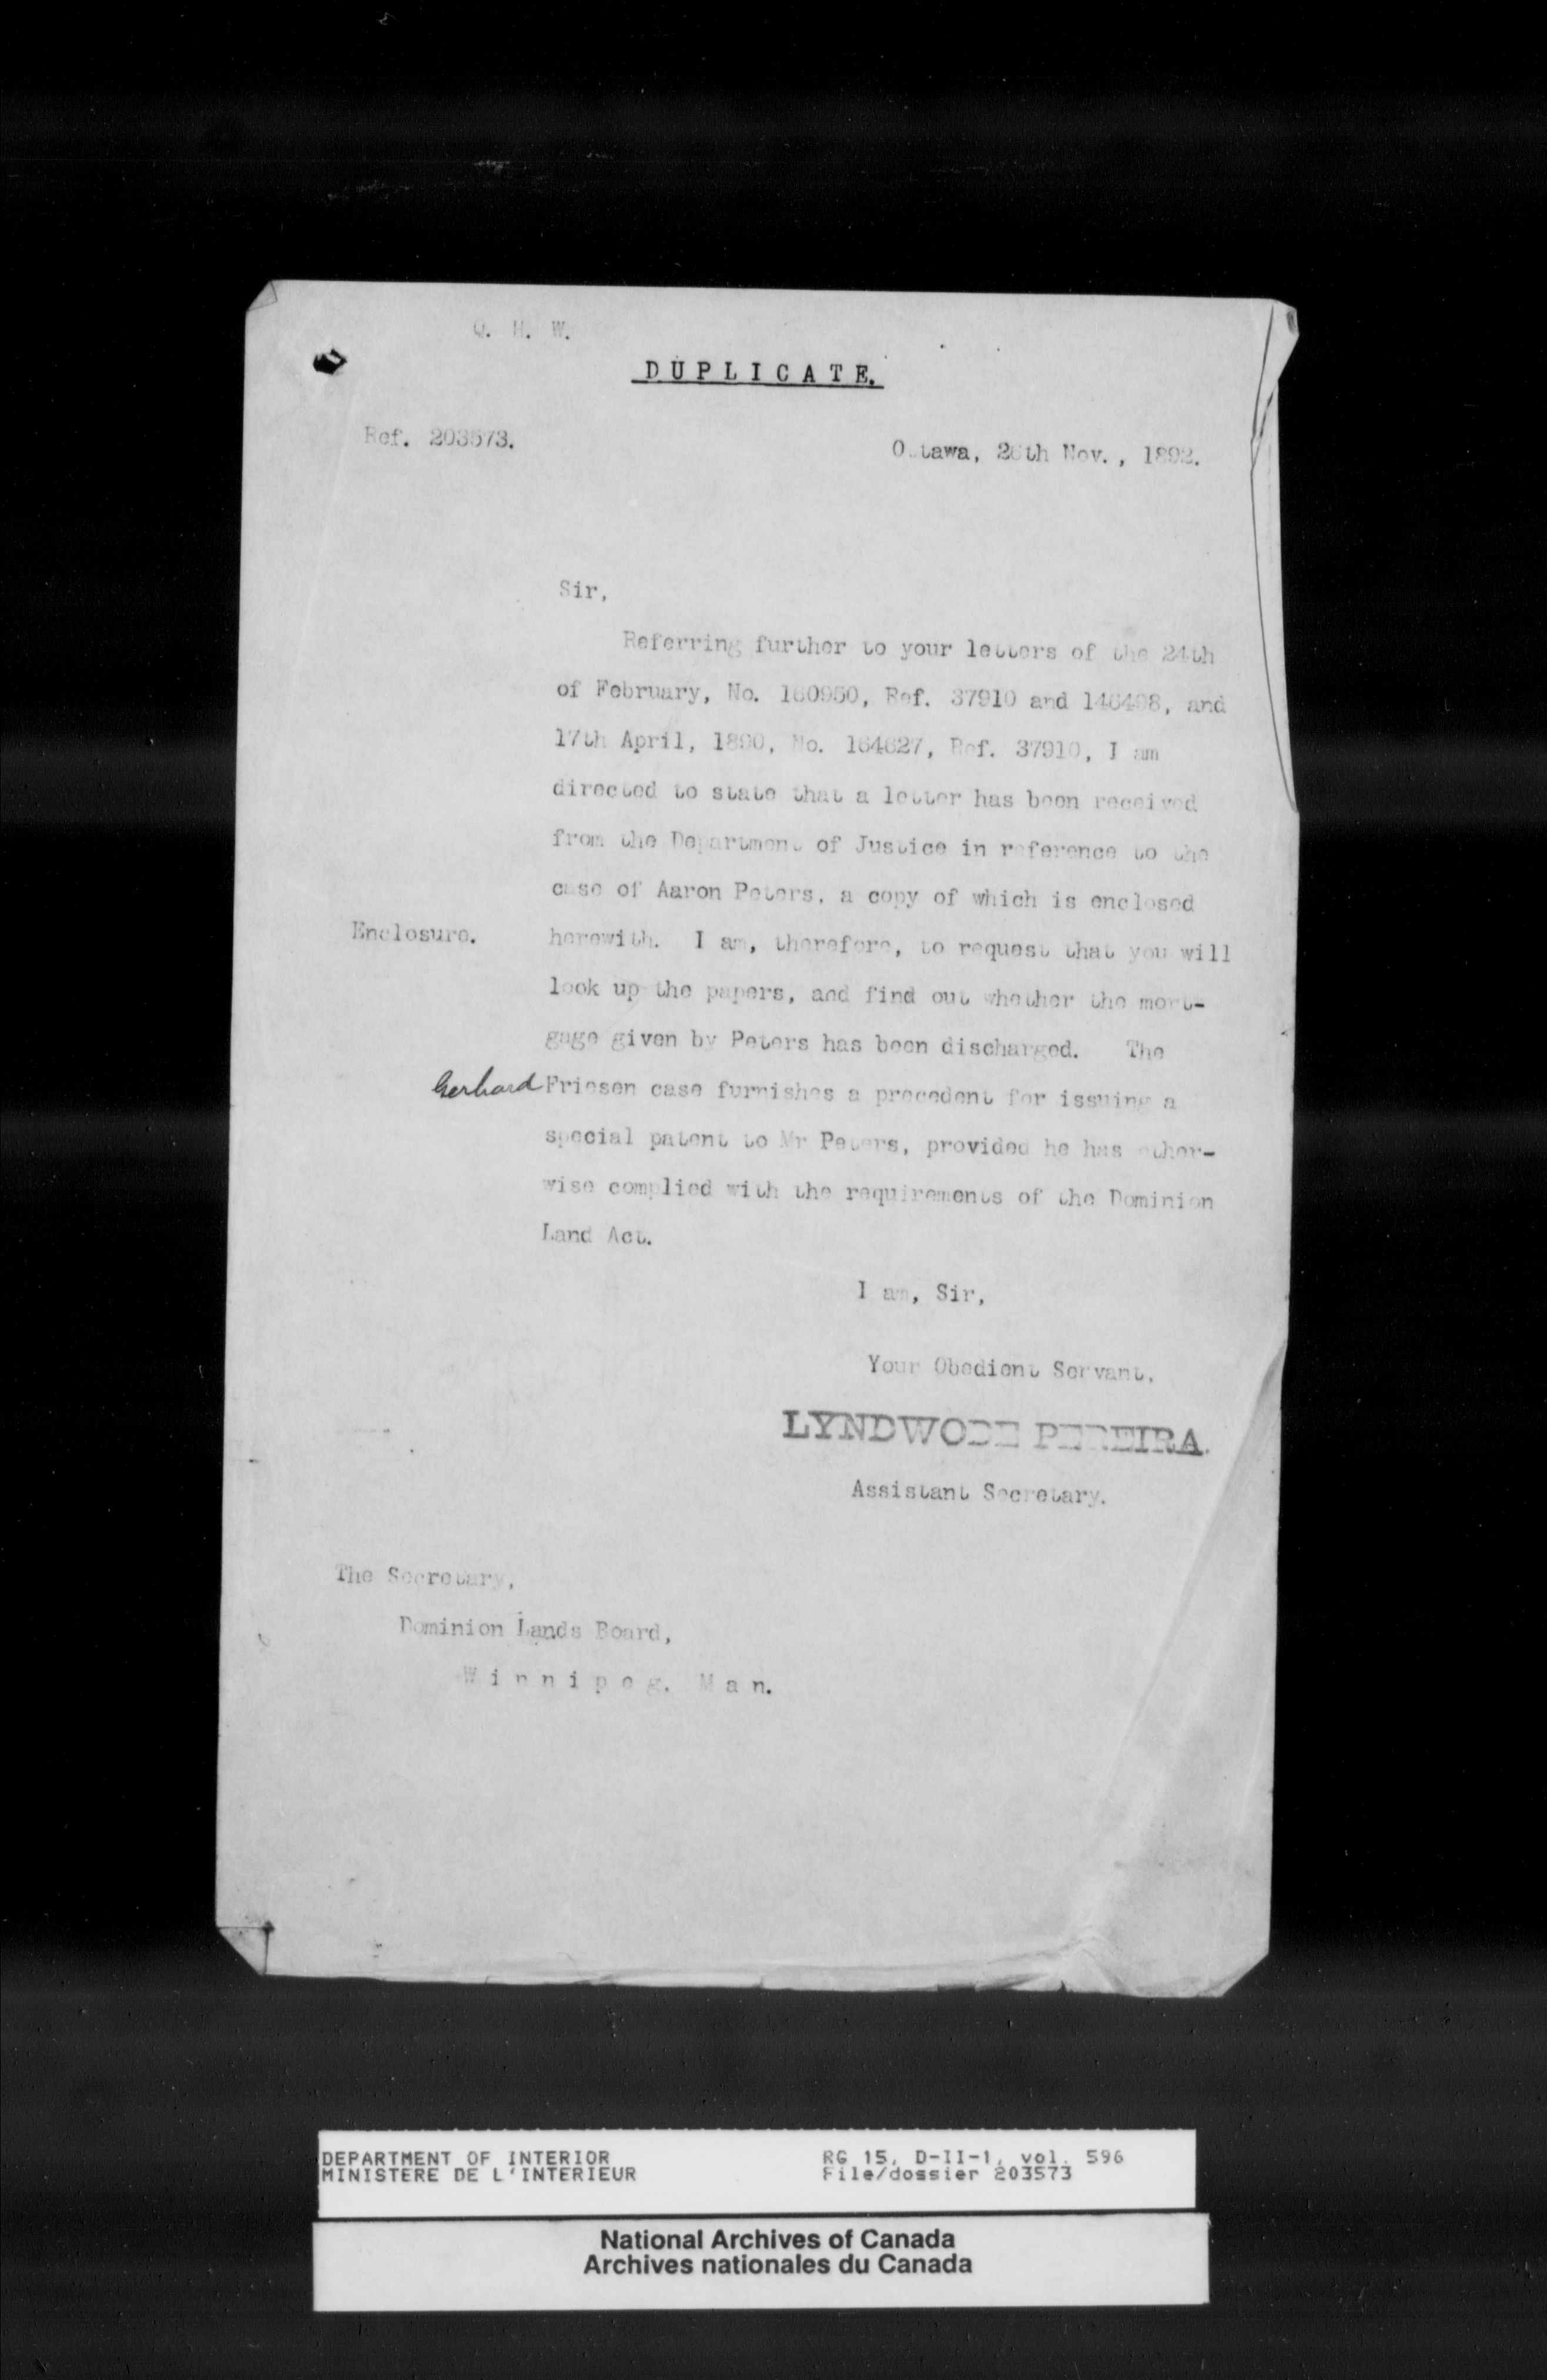 Q. H. W.
DUPLICATE.
Ref. 203573.
Ottawa, 26th Nov., 1892.
Sir,
Referring further to your letters of the 24th
of February, No. 160950, Ref. 37910 and 146498, and
17th April, 1890, No. 164627, Ref. 37910, I am
directed to state that a letter has been received
from the Department of Justice in reference to the
case of Aaron Peters, a copy of which is enclosed
Enclosure. herewith. I am, therefore, to request that you will
look up the papers, and find out whether the mort-
gage given by Peters has been discharged. The
Gerhard Friesen case furnishes a precedent for issuing a
special patent to Mr Peters, provided he has other-
wise complied with the requirements of the Dominion
Land Act.
I am, Sir,
Your Obedient Servant,
LYNDWODE PEREIRA.
Assistant Secretary.
The Secretary,
Dominion Lands Board,
Winnipeg, Man.
DEPARTMENT OF INTERIOR RG 15, D-II-1, vol. 596
MINISTERE DE L'INTERIEUR File/dossier 203573
National Archives of Canada
Archives nationales du Canada